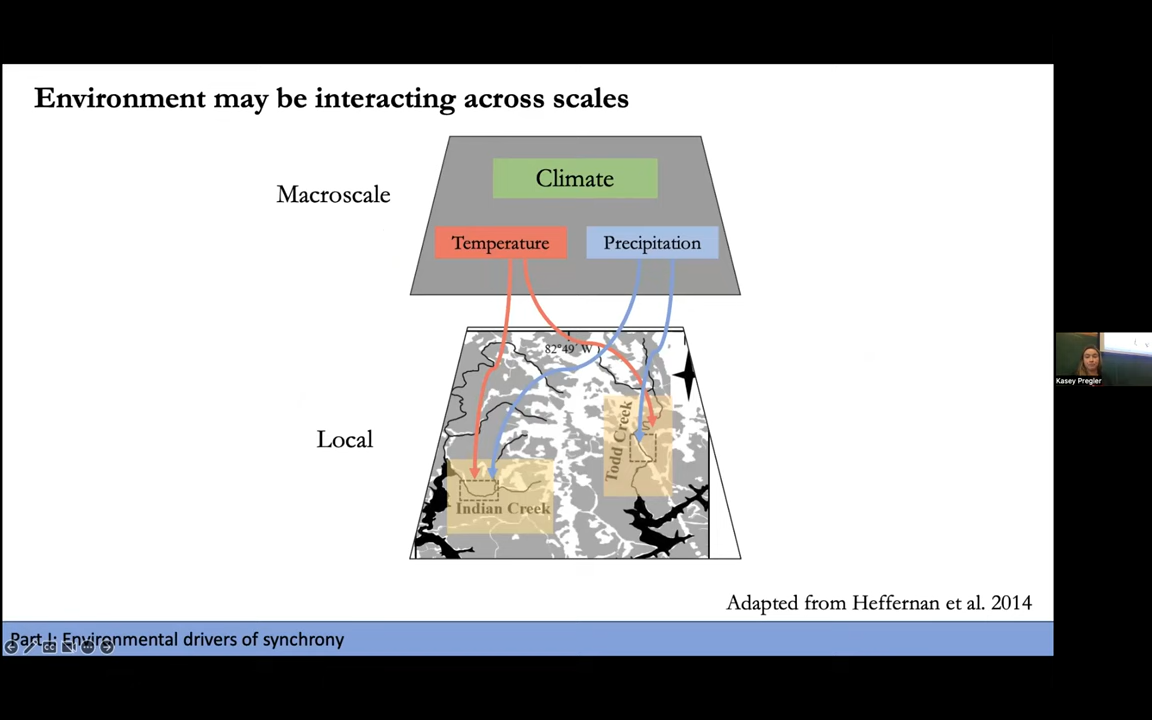 Environment may be interacting across scales
Climate
Macroscale
Temperature
Precipitation
82°49' W
Local
Todd Creek
Indian Creek
Adapted from Heffernan et al. 2014
Part I: Environmental drivers of synchrony
Kasey Pregler